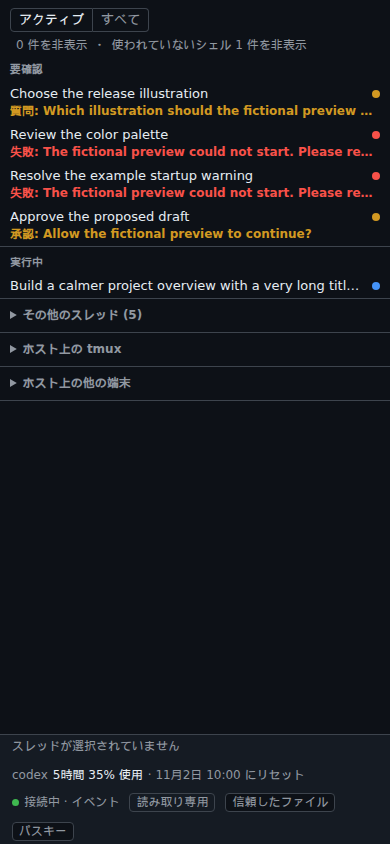 アクティブ すべて
0 件を非表示 · 使われていないシェル 1 件を非表示
要確認
Choose the release illustration
質問: Which illustration should the fictional preview …
Review the color palette
失敗: The fictional preview could not start. Please re…
Resolve the example startup warning
失敗: The fictional preview could not start. Please re…
Approve the proposed draft
承認: Allow the fictional preview to continue?
実行中
Build a calmer project overview with a very long titl…
▶ その他のスレッド (5)
▶ ホスト上の tmux
▶ ホスト上の他の端末
スレッドが選択されていません
codex 5時間 35% 使用 · 11月2日 10:00 にリセット
接続中 · イベント 読み取り専用 信頼したファイル
パスキー